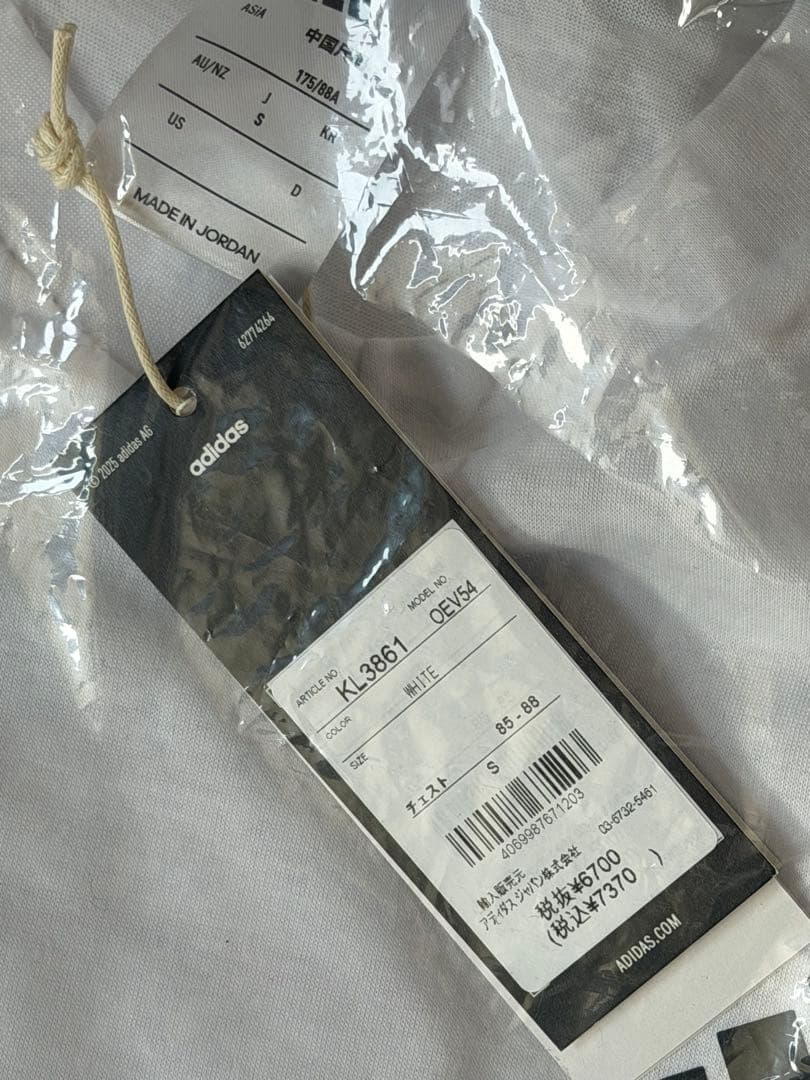 ASIA
中国
AU/NZ
175/88A
J
US
S
KR
D
MADE IN JORDAN
62774264
© 2025 adidas AG
adidas
ARTICLE NO.
MODEL NO.
KL3861
OEV54
COLOR
WHITE
SIZE
85-88
チェスト
S
4069987671203
輸入販売元
アディダス ジャパン株式会社
03-6732-5461
税抜¥6700
(税込¥7370 )
ADIDAS.COM